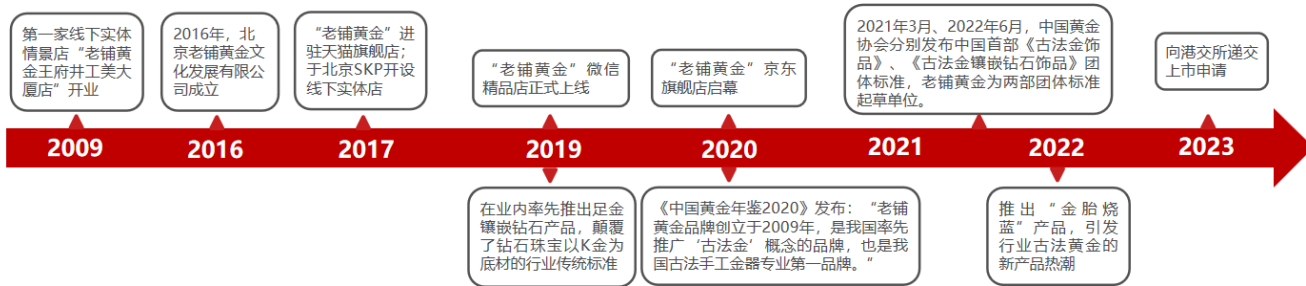 第一家线下实体
情景店“老铺黄
金王府井工美大
厦店”开业
2016年，北
京老铺黄金文
化发展有限公
司成立
“老铺黄金”进
驻天猫旗舰店；
于北京SKP开设
线下实体店
“老铺黄金”微信
精品店正式上线
“老铺黄金”京东
旗舰店启幕
2021年3月、2022年6月，中国黄金
协会分别发布中国首部《古法金饰
品》、《古法金镶嵌钻石饰品》团
体标准，老铺黄金为两部团体标准
起草单位。
向港交所递交
上市申请
2009
2016
2017
2019
2020
2021
2022
2023
在业内率先推出足金
镶嵌钻石产品，颠覆
了钻石珠宝以K金为
底材的行业传统标准
《中国黄金年鉴2020》发布：“老铺
黄金品牌创立于2009年，是我国率先
推广‘古法金’概念的品牌，也是我
国古法手工金器专业第一品牌。“
推出“金胎烧
蓝”产品，引发
行业古法黄金的
新产品热潮